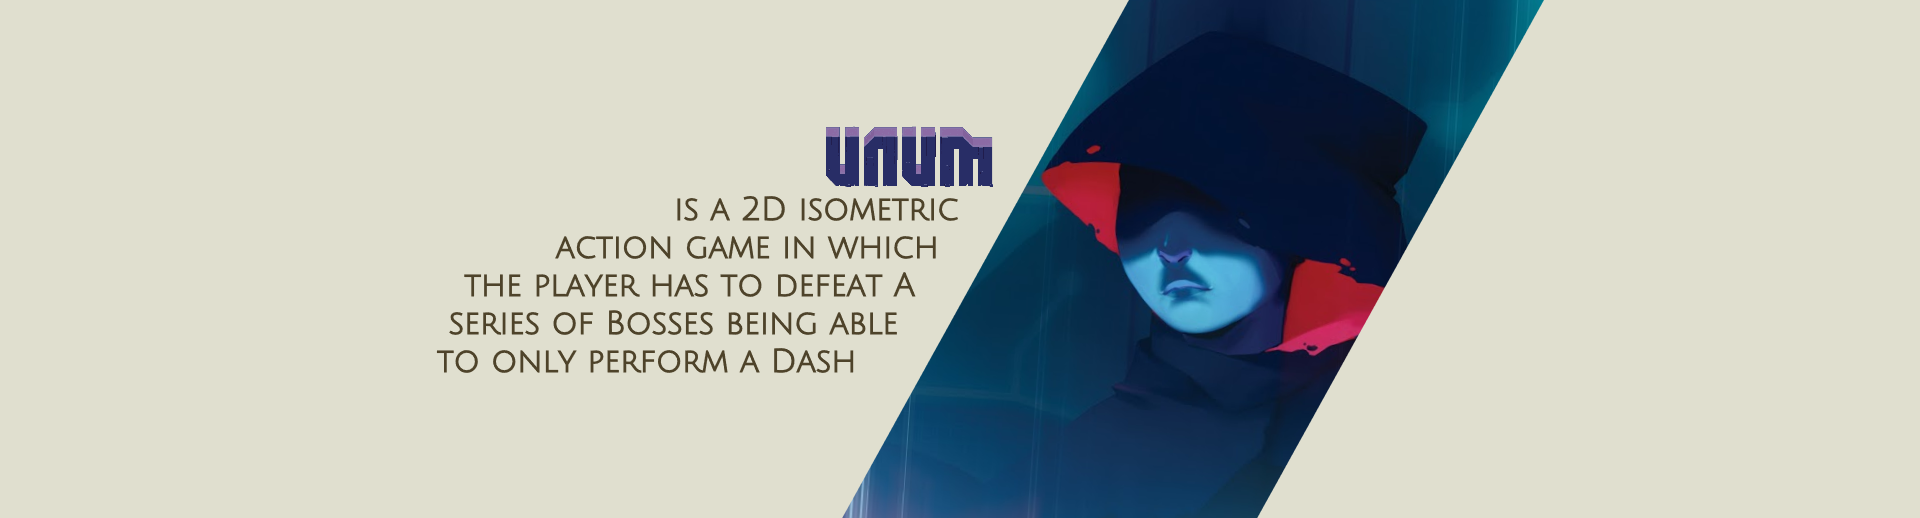 UNUM
IS A 2D ISOMETRIC
ACTION GAME IN WHICH
THE PLAYER HAS TO DEFEAT A
SERIES OF BOSSES BEING ABLE
TO ONLY PERFORM A DASH